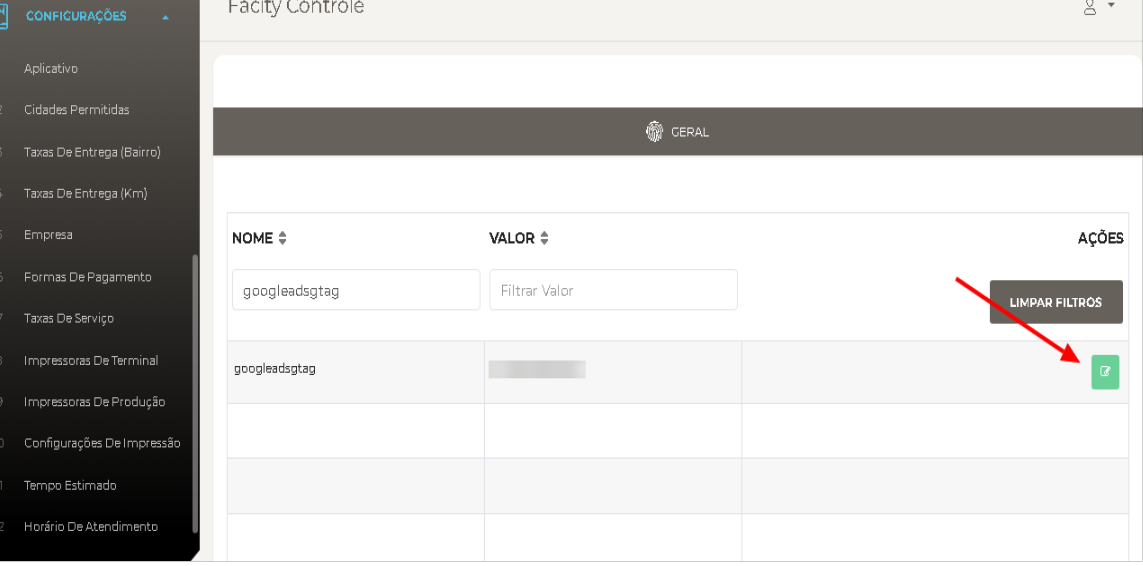 CONFIGURAÇÕES
Facity Controle
Aplicativo
Cidades Permitidas
Taxas De Entrega (Bairro)
Taxas De Entrega (Km)
Empresa
Formas De Pagamento
Taxas De Serviço
Impressoras De Terminal
Impressoras De Produção
Configurações De Impressão
Tempo Estimado
Horário De Atendimento
GERAL
NOME
VALOR
AÇÕES
googleadsgtag
Filtrar Valor
LIMPAR FILTROS
googleadsgtag